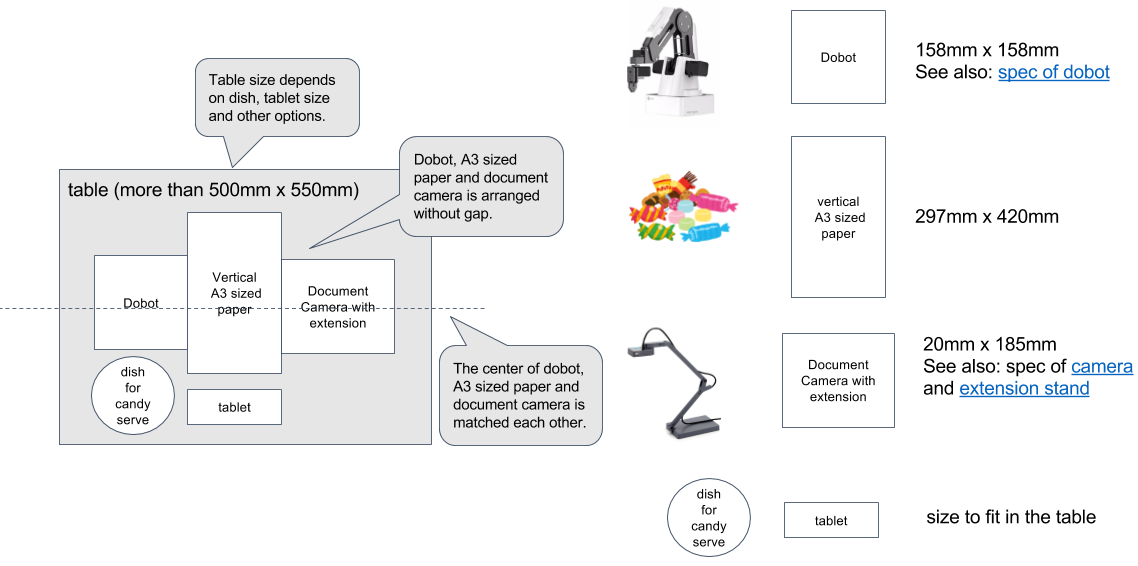 Table size depends
on dish, tablet size
and other options.
Dobot, A3 sized
paper and document
camera is arranged
without gap.
table (more than 500mm x 550mm)
Dobot
Vertical
A3 sized
paper
Document
Camera with
extension
dish
for
candy
serve
tablet
The center of dobot,
A3 sized paper and
document camera is
matched each other.
Dobot
158mm x 158mm
See also: spec of dobot
vertical
A3 sized
paper
297mm x 420mm
Document
Camera with
extension
20mm x 185mm
See also: spec of camera
and extension stand
dish
for
candy
serve
tablet
size to fit in the table